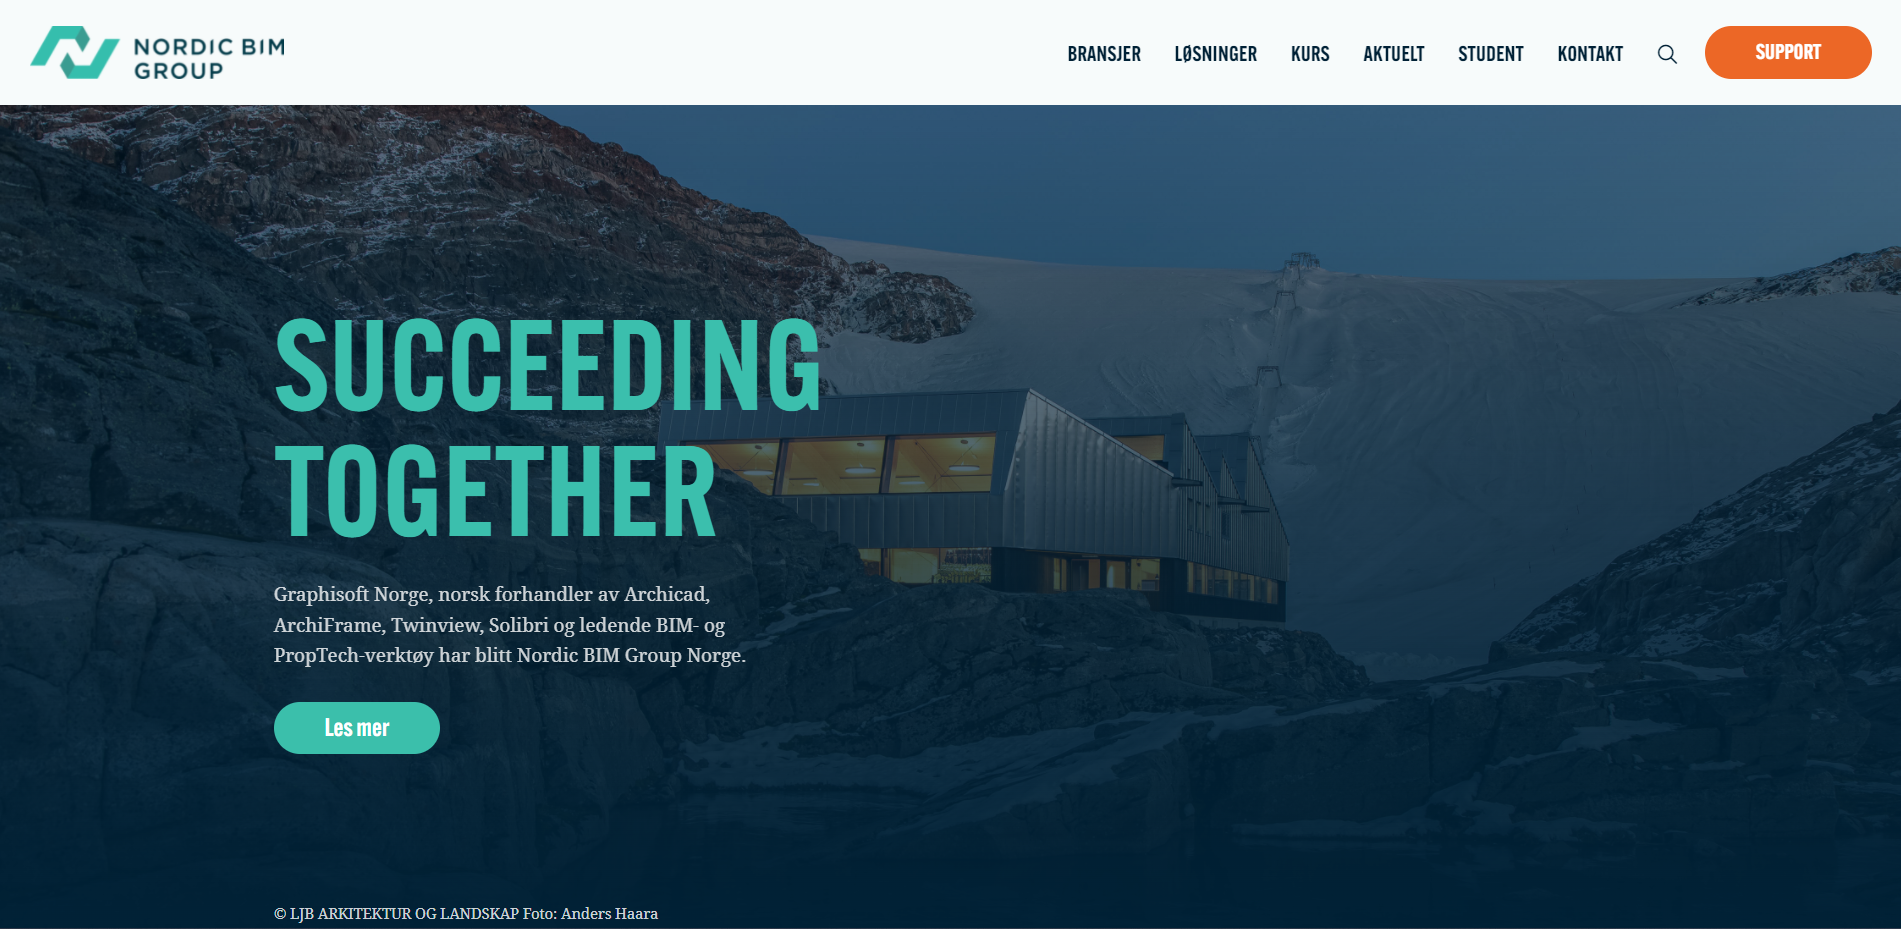 NORDIC BIM
GROUP
BRANSJER
LØSNINGER
KURS
AKTUELT
STUDENT
KONTAKT
SUPPORT
SUCCEEDING
TOGETHER
Graphisoft Norge, norsk forhandler av Archicad,
ArchiFrame, Twinview, Solibri og ledende BIM- og
PropTech-verktøy har blitt Nordic BIM Group Norge.
Les mer
© LJB ARKITEKTUR OG LANDSKAP Foto: Anders Haara